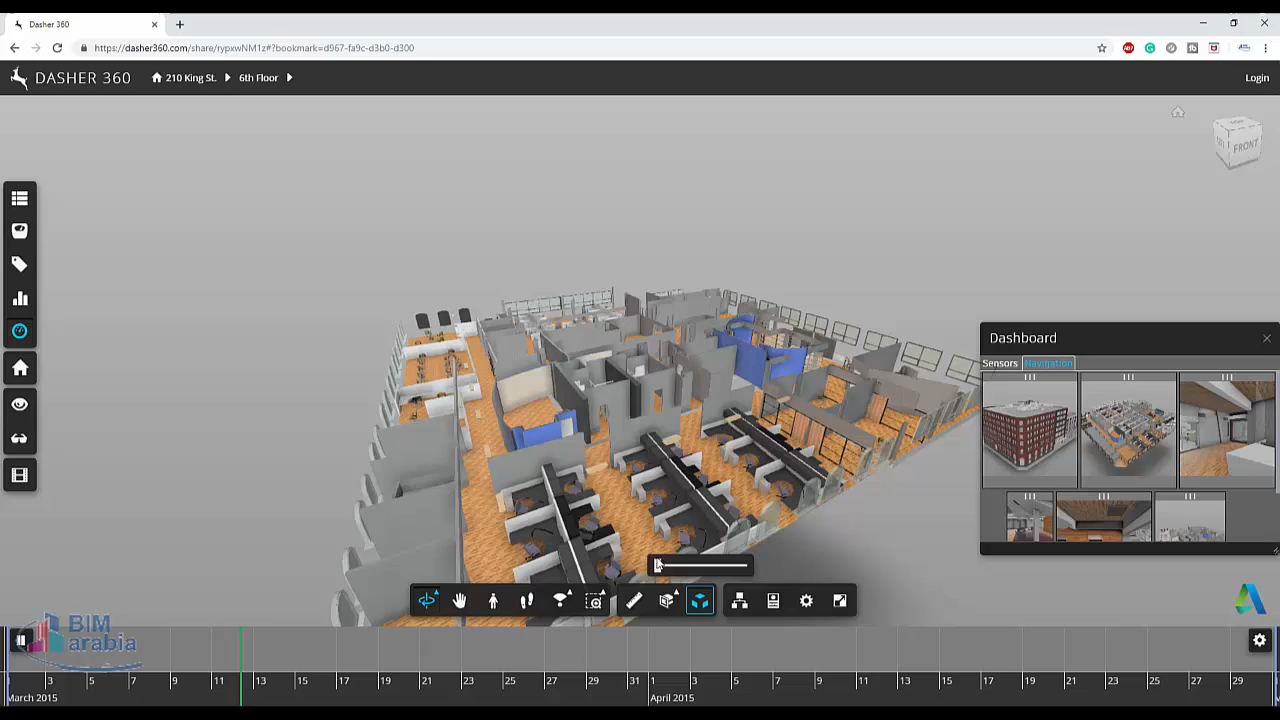 Dasher 360
https://dasher360.com/share/rypxwNM1z#?bookmark=d967-fa9c-d3b0-d300
DASHER 360
210 King St.
6th Floor
Login
TOP
FRONT
Dashboard
Sensors
Navigation
BIM
arabia
3 5 7 9 11 13 15 17 19 21 23 25 27 29 31 1 3 5 7 9 11 13 15 17 19 21 23 25 27 29
March 2015
April 2015